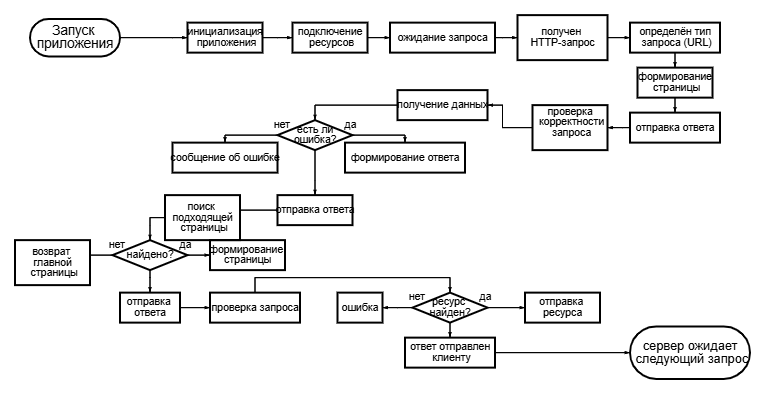 Запуск
приложения
инициализация
приложения
подключение
ресурсов
ожидание запроса
получен
HTTP-запрос
определён тип
запроса (URL)
формирование
страницы
отправка ответа
проверка
корректности
запроса
получение данных
нет
да
есть ли
ошибка?
сообщение об ошибке
формирование ответа
отправка ответа
поиск
подходящей
страницы
нет
да
найдено?
возврат
главной
страницы
формирование
страницы
отправка
ответа
проверка запроса
нет
да
ресурс
найден?
ошибка
отправка
ресурса
ответ отправлен
клиенту
сервер ожидает
следующий запрос